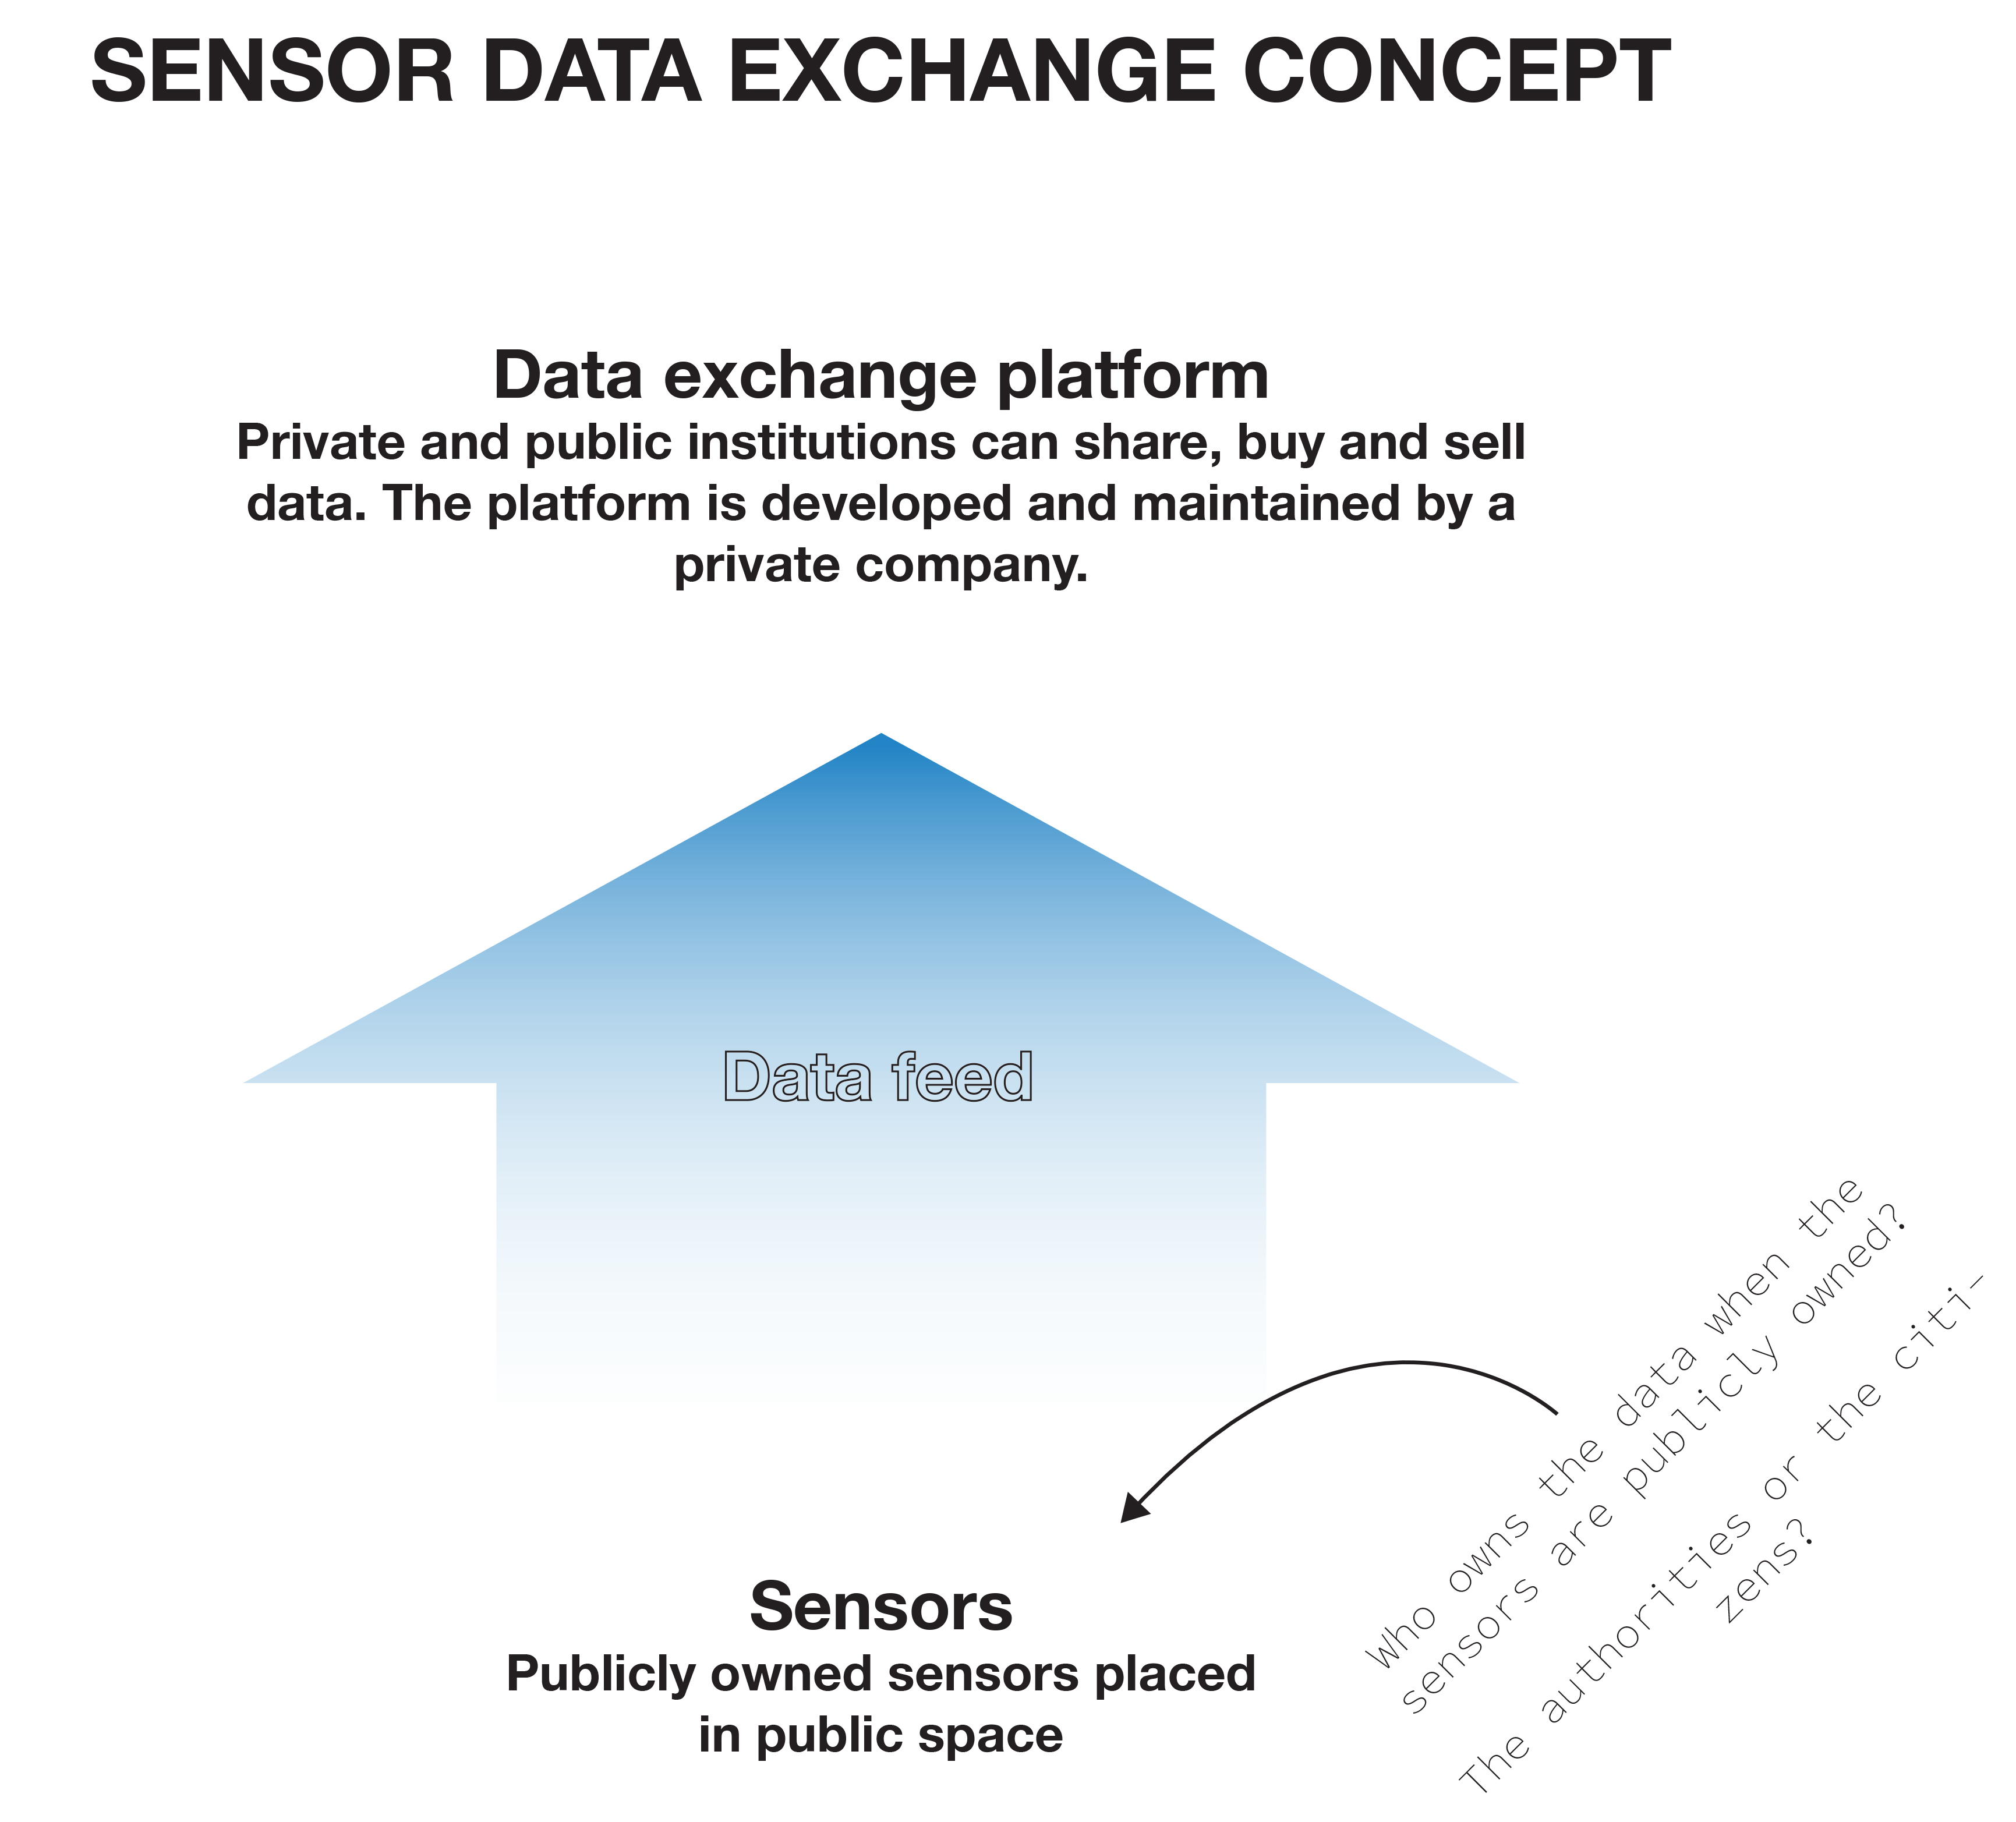 SENSOR DATA EXCHANGE CONCEPT
Data exchange platform
Private and public institutions can share, buy and sell
data. The platform is developed and maintained by a
private company.
Data feed
Who owns the data when the
sensors are publicly owned?
The authorities or the citi-
zens?
Sensors
Publicly owned sensors placed
in public space